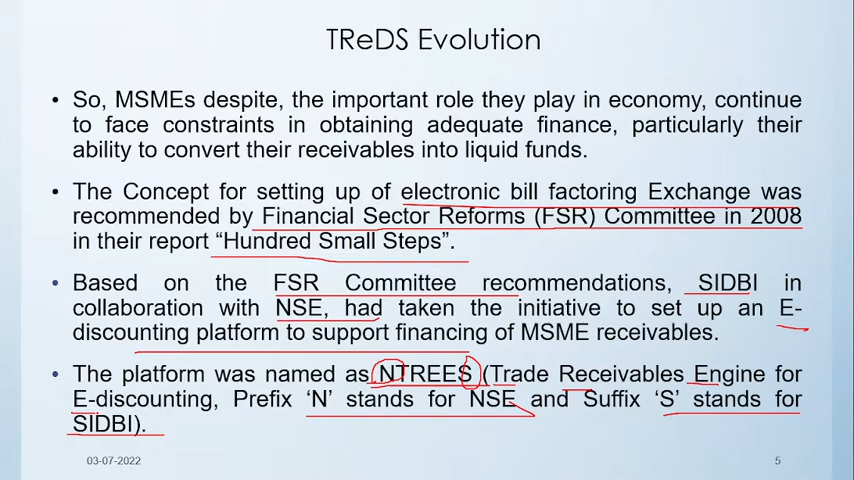 TReDS Evolution
• So, MSMEs despite, the important role they play in economy, continue
to face constraints in obtaining adequate finance, particularly their
ability to convert their receivables into liquid funds.
• The Concept for setting up of electronic bill factoring Exchange was
recommended by Financial Sector Reforms (FSR) Committee in 2008
in their report “Hundred Small Steps”.
• Based on the FSR Committee recommendations, SIDBI in
collaboration with NSE, had taken the initiative to set up an E-
discounting platform to support financing of MSME receivables.
• The platform was named as NTREES (Trade Receivables Engine for
E-discounting, Prefix ‘N’ stands for NSE and Suffix ‘S’ stands for
SIDBI).
03-07-2022
5